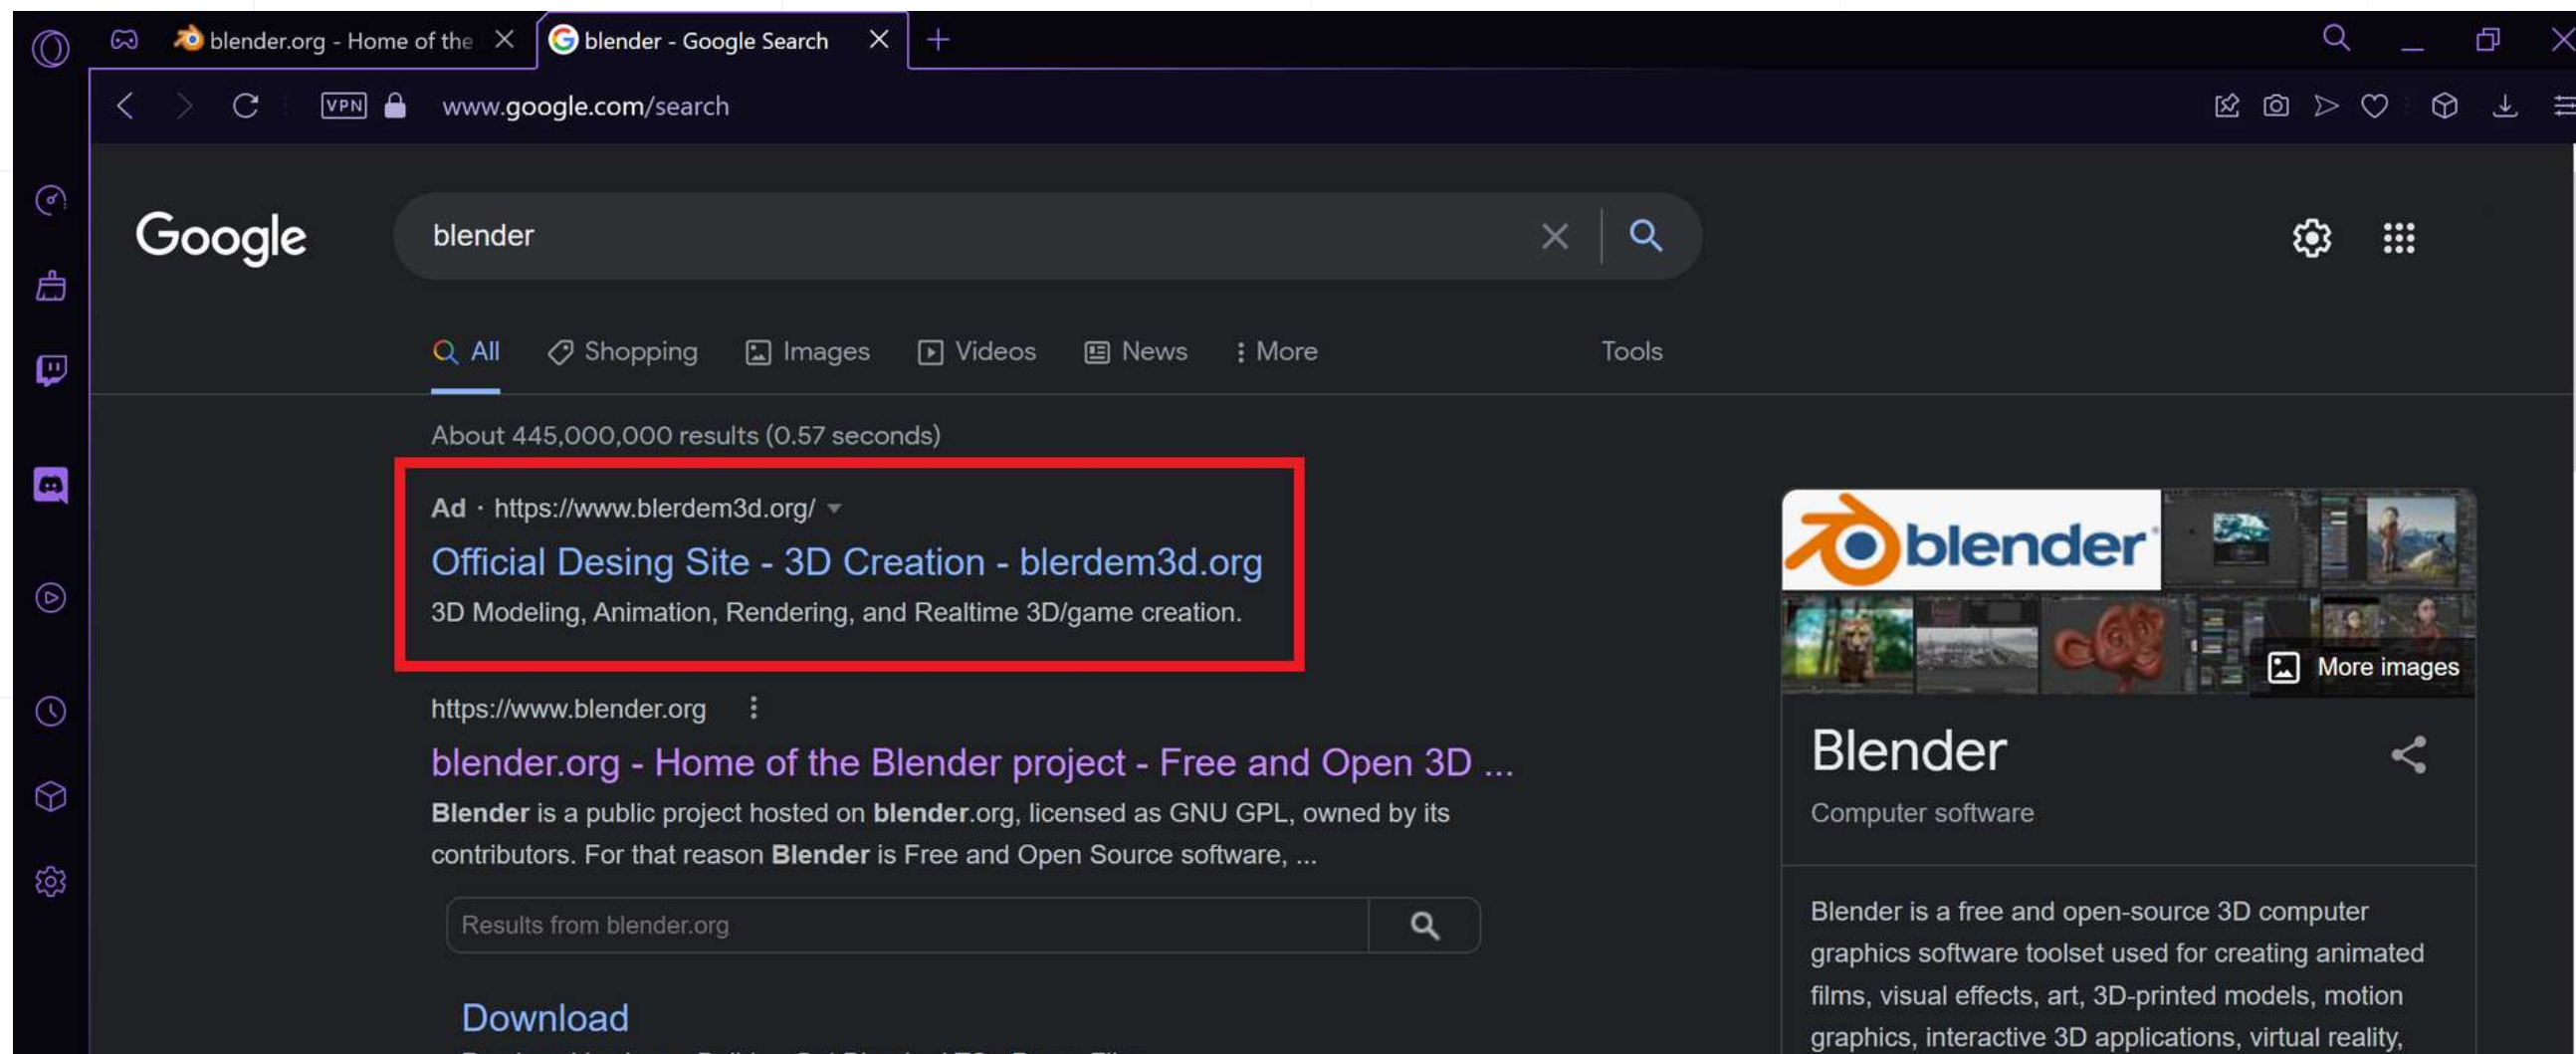 blender.org - Home of the
blender - Google Search
VPN
www.google.com/search
Google
blender
All
Shopping
Images
Videos
News
More
Tools
About 445,000,000 results (0.57 seconds)
Ad · https://www.blerdem3d.org/
Official Desing Site - 3D Creation - blerdem3d.org
3D Modeling, Animation, Rendering, and Realtime 3D/game creation.
https://www.blender.org
blender.org - Home of the Blender project - Free and Open 3D ...
Blender is a public project hosted on blender.org, licensed as GNU GPL, owned by its
contributors. For that reason Blender is Free and Open Source software, ...
Results from blender.org
Download
blender
More images
Blender
Computer software
Blender is a free and open-source 3D computer
graphics software toolset used for creating animated
films, visual effects, art, 3D-printed models, motion
graphics, interactive 3D applications, virtual reality,